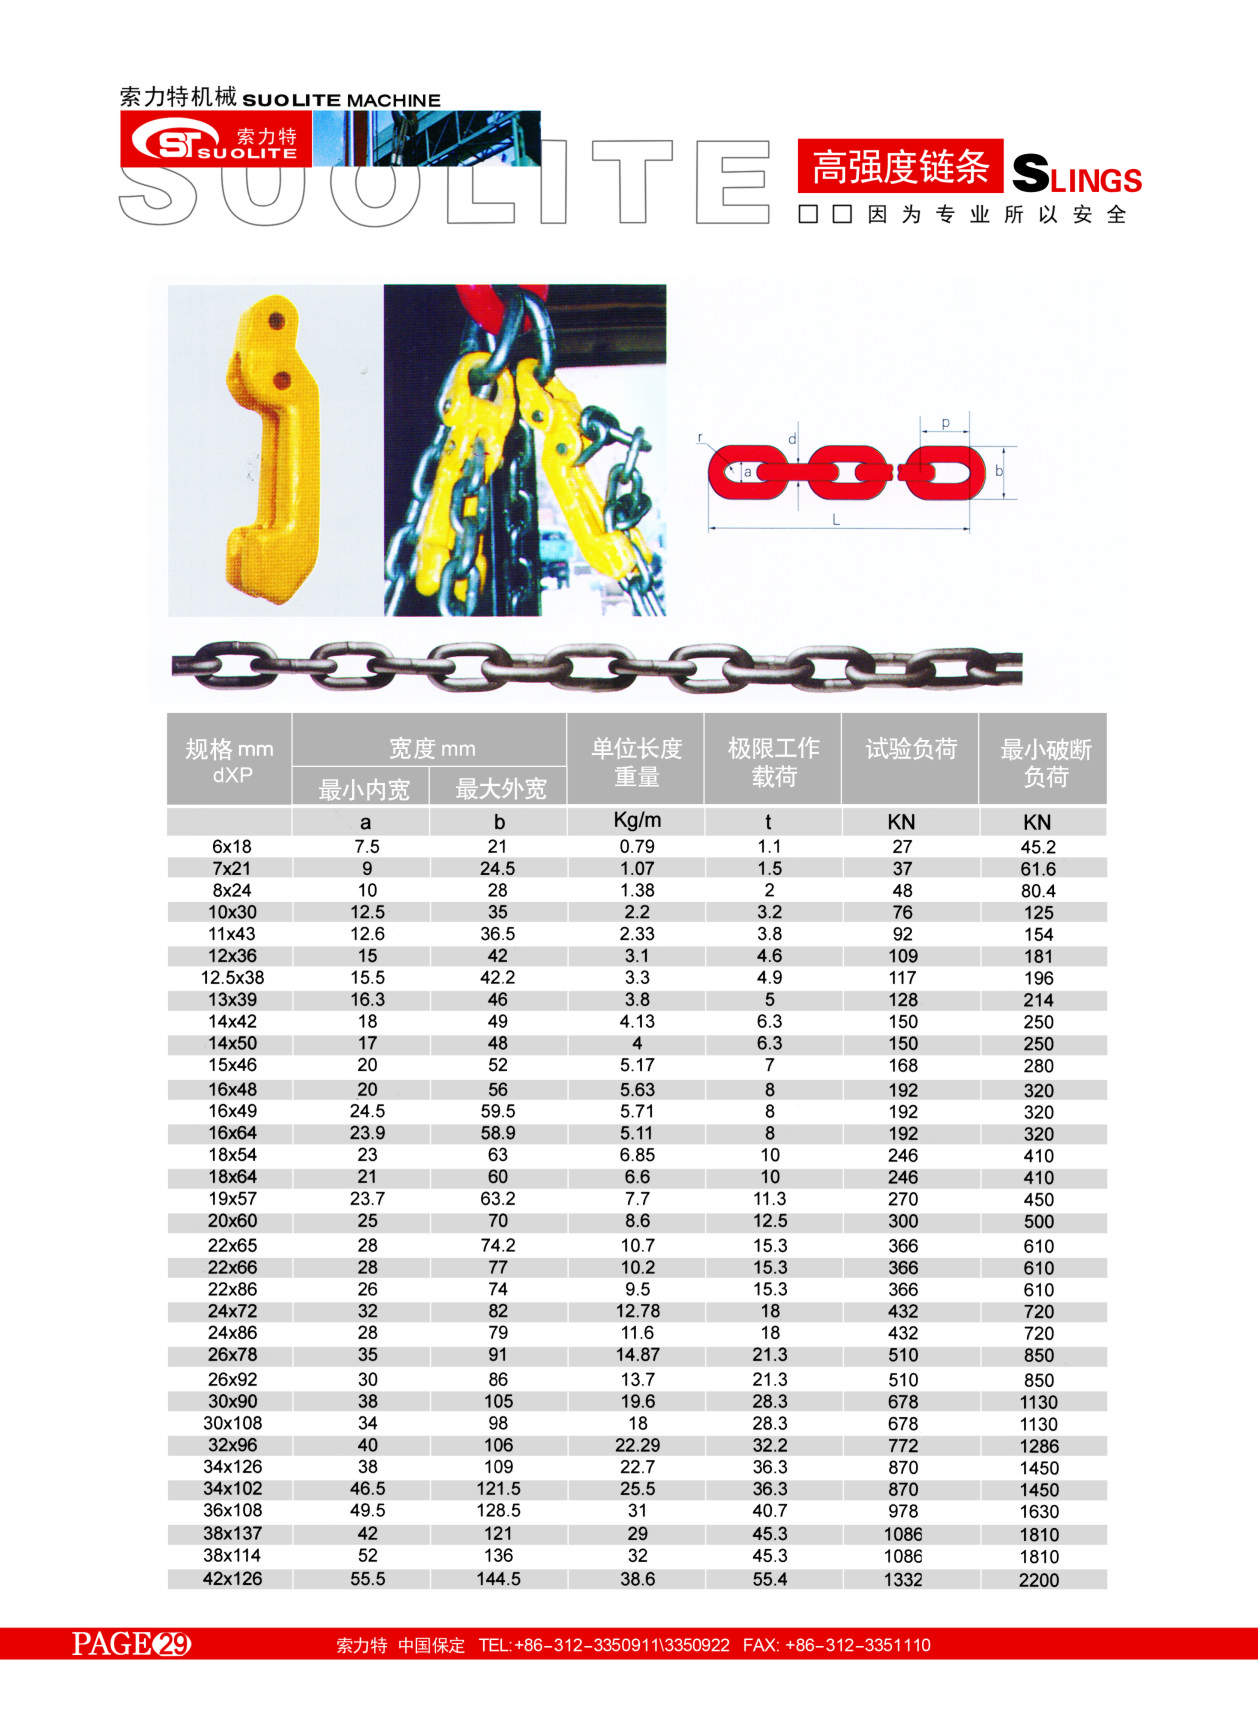 索力特机械 SUOLITE MACHINE
ST 索力特
SUOLITE
SUOLITE
高强度链条 SLINGS
□ □ 因为专业所以安全
r d p
a b
L
规格 mm 宽度 mm 单位长度 极限工作 试验负荷 最小破断
dXP 最小内宽 最大外宽 重量 载荷 负荷
a b Kg/m t KN KN
6x18 7.5 21 0.79 1.1 27 45.2
7x21 9 24.5 1.07 1.5 37 61.6
8x24 10 28 1.38 2 48 80.4
10x30 12.5 35 2.2 3.2 76 125
11x43 12.6 36.5 2.33 3.8 92 154
12x36 15 42 3.1 4.6 109 181
12.5x38 15.5 42.2 3.3 4.9 117 196
13x39 16.3 46 3.8 5 128 214
14x42 18 49 4.13 6.3 150 250
14x50 17 48 4 6.3 150 250
15x46 20 52 5.17 7 168 280
16x48 20 56 5.63 8 192 320
16x49 24.5 59.5 5.71 8 192 320
16x64 23.9 58.9 5.11 8 192 320
18x54 23 63 6.85 10 246 410
18x64 21 60 6.6 10 246 410
19x57 23.7 63.2 7.7 11.3 270 450
20x60 25 70 8.6 12.5 300 500
22x65 28 74.2 10.7 15.3 366 610
22x66 28 77 10.2 15.3 366 610
22x86 26 74 9.5 15.3 366 610
24x72 32 82 12.78 18 432 720
24x86 28 79 11.6 18 432 720
26x78 35 91 14.87 21.3 510 850
26x92 30 86 13.7 21.3 510 850
30x90 38 105 19.6 28.3 678 1130
30x108 34 98 18 28.3 678 1130
32x96 40 106 22.29 32.2 772 1286
34x126 38 109 22.7 36.3 870 1450
34x102 46.5 121.5 25.5 36.3 870 1450
36x108 49.5 128.5 31 40.7 978 1630
38x137 42 121 29 45.3 1086 1810
38x114 52 136 32 45.3 1086 1810
42x126 55.5 144.5 38.6 55.4 1332 2200
PAGE 29 索力特 中国保定 TEL:+86-312-3350911\3350922 FAX: +86-312-3351110